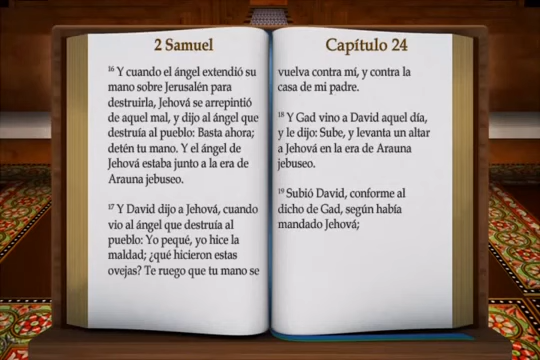 2 Samuel
16 Y cuando el ángel extendió su
mano sobre Jerusalén para
destruirla, Jehová se arrepintió
de aquel mal, y dijo al ángel que
destruía al pueblo: Basta ahora;
detén tu mano. Y el ángel de
Jehová estaba junto a la era de
Arauna jebuseo.
17 Y David dijo a Jehová, cuando
vio al ángel que destruía al
pueblo: Yo pequé, yo hice la
maldad; ¿qué hicieron estas
ovejas? Te ruego que tu mano se
Capítulo 24
vuelva contra mí, y contra la
casa de mi padre.
18 Y Gad vino a David aquel día,
y le dijo: Sube, y levanta un altar
a Jehová en la era de Arauna
jebuseo.
19 Subió David, conforme al
dicho de Gad, según había
mandado Jehová;